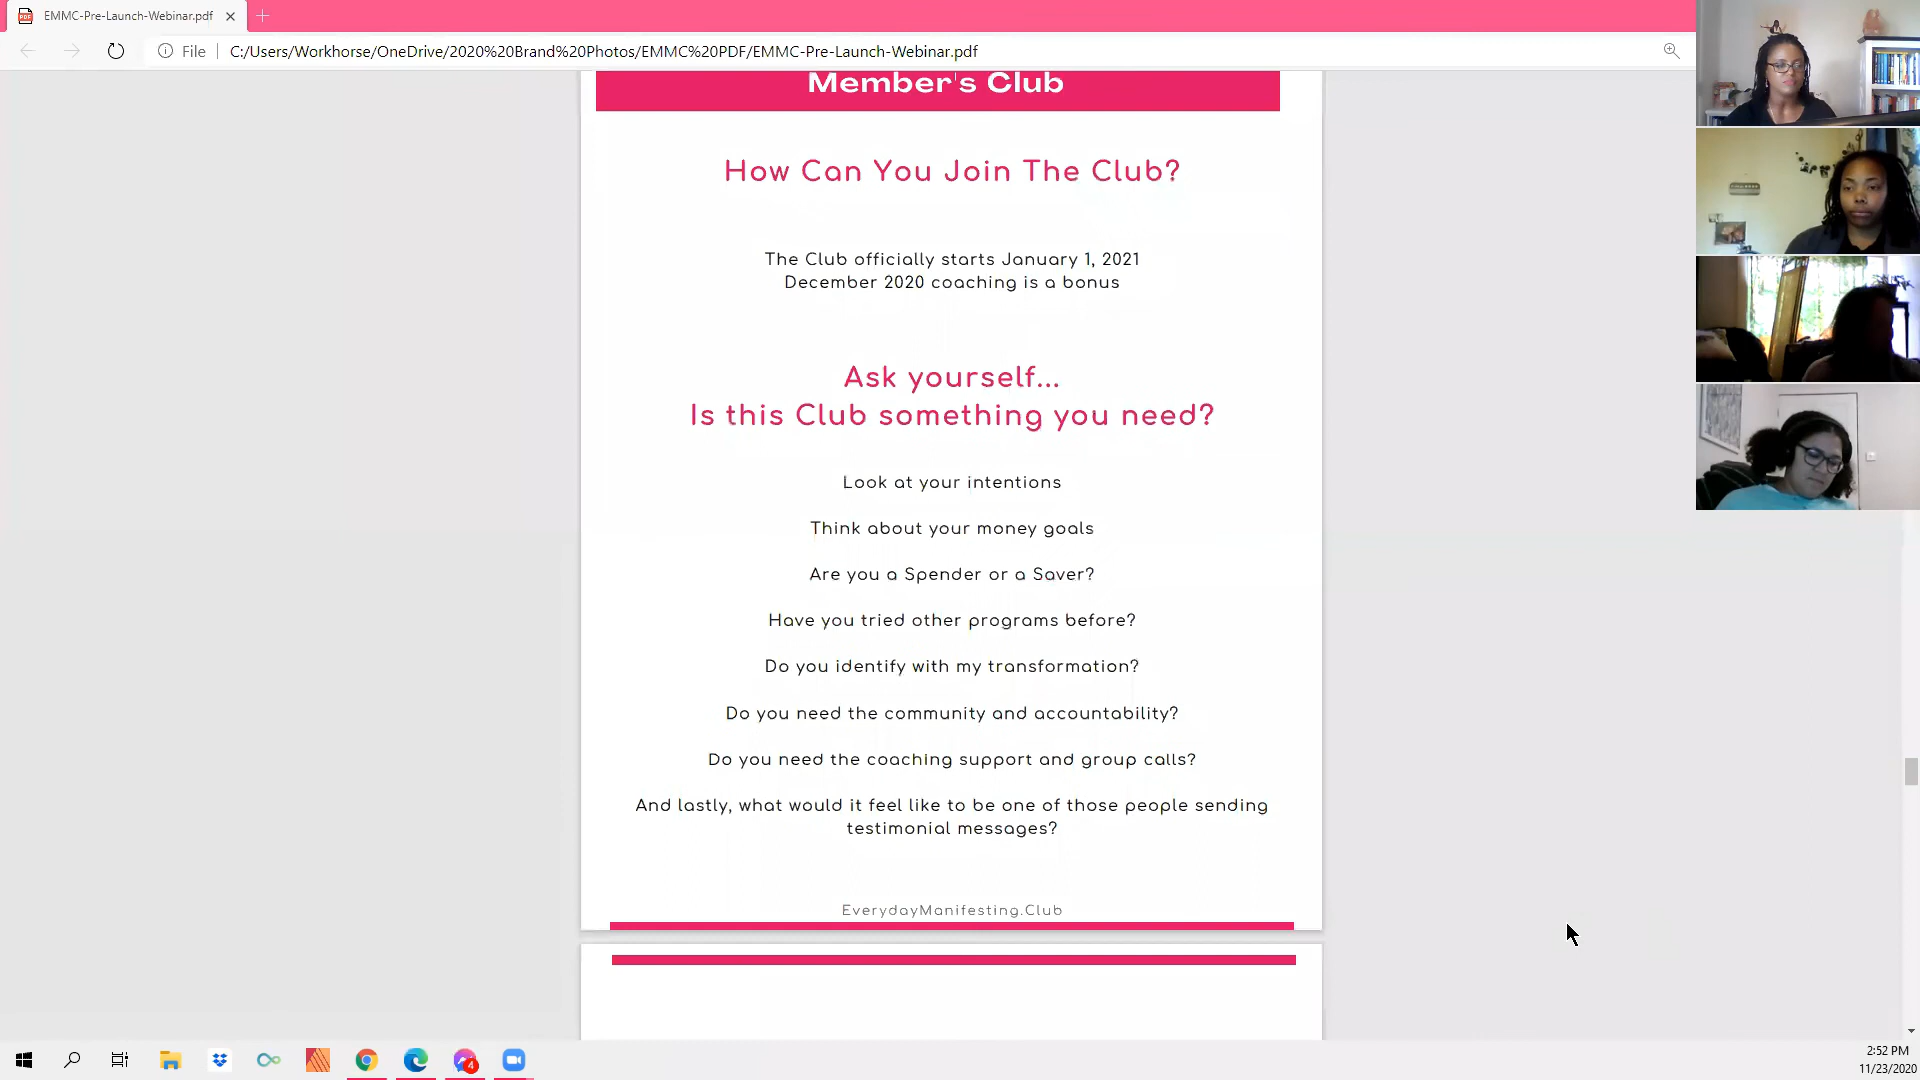 EMMC-Pre-Launch-Webinar.pdf
File
C:/Users/Workhorse/OneDrive/2020%20Brand%20Photos/EMMC%20PDF/EMMC-Pre-Launch-Webinar.pdf
Member's Club
How Can You Join The Club?
The Club officially starts January 1, 2021
December 2020 coaching is a bonus
Ask yourself...
Is this Club something you need?
Look at your intentions
Think about your money goals
Are you a Spender or a Saver?
Have you tried other programs before?
Do you identify with my transformation?
Do you need the community and accountability?
Do you need the coaching support and group calls?
And lastly, what would it feel like to be one of those people sending
testimonial messages?
EverydayManifesting.Club
4
2:52 PM
11/23/2020